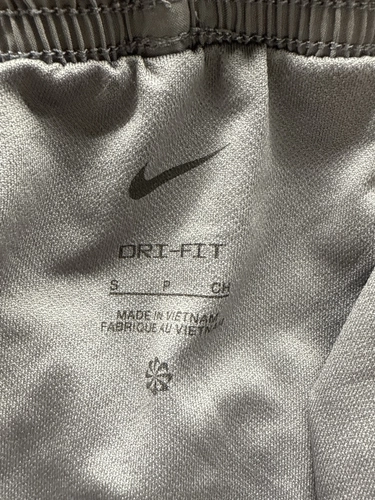 DRI-FIT
S P CH
MADE IN VIETNAM
FABRIQUE AU VIETNAM